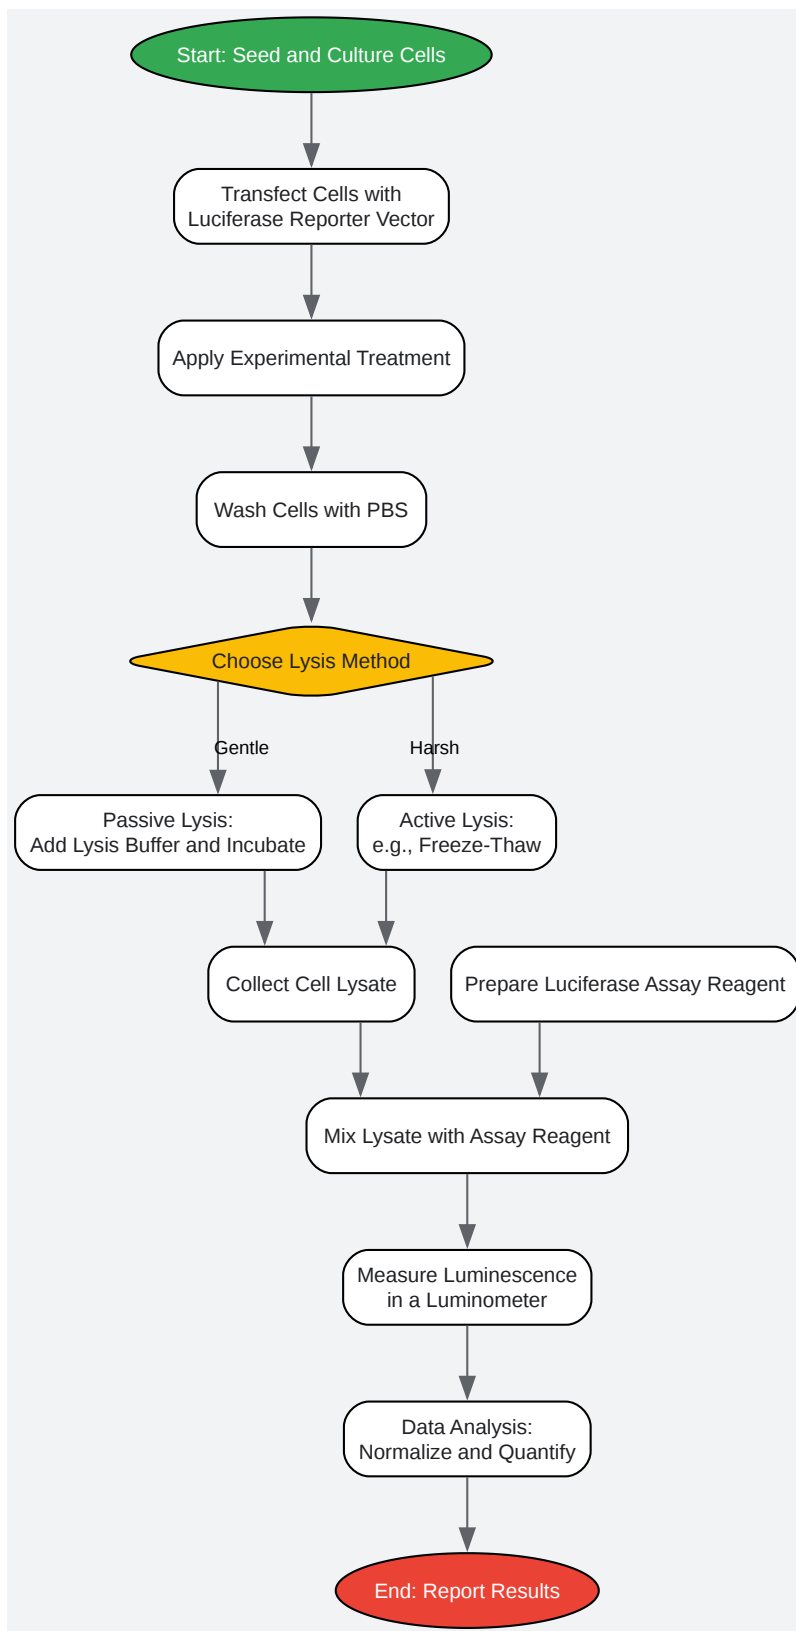 Start: Seed and Culture Cells
Transfect Cells with
Luciferase Reporter Vector
Apply Experimental Treatment
Wash Cells with PBS
Choose Lysis Method
Gentle
Harsh
Passive Lysis:
Add Lysis Buffer and Incubate
Active Lysis:
e.g., Freeze-Thaw
Collect Cell Lysate
Prepare Luciferase Assay Reagent
Mix Lysate with Assay Reagent
Measure Luminescence
in a Luminometer
Data Analysis:
Normalize and Quantify
End: Report Results